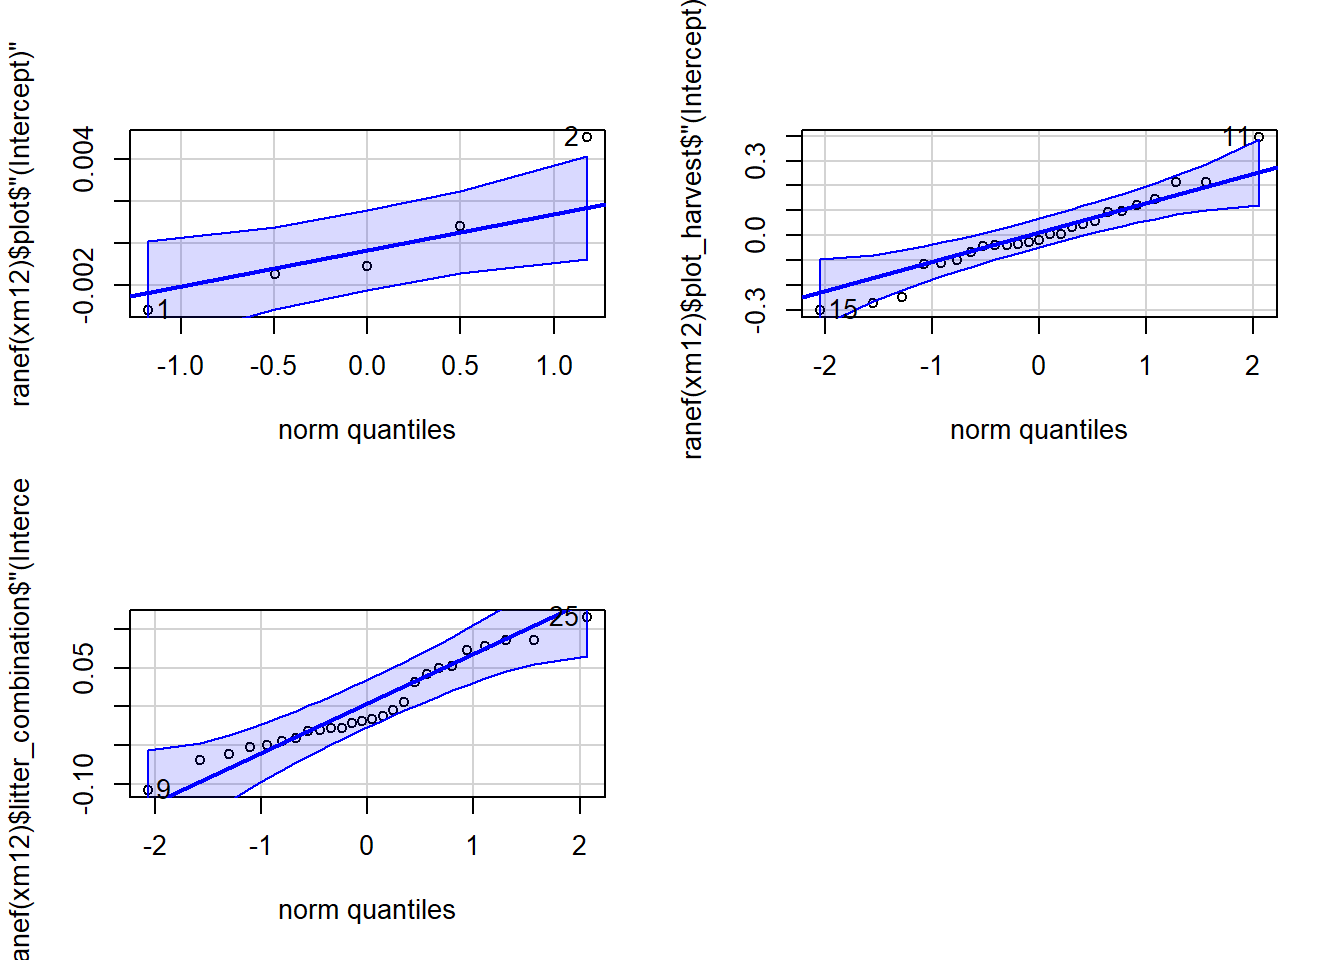 ranef(xm12)$plot$"(Intercept)"
0.004
-0.002
2
1
-1.0 -0.5 0.0 0.5 1.0
norm quantiles
ranef(xm12)$plot_harvest$"(Intercept)
0.3
0.0
-0.3
11
15
-2 -1 0 1 2
norm quantiles
anef(xm12)$litter_combination$"(Interce
0.05
-0.10
25
9
-2 -1 0 1 2
norm quantiles